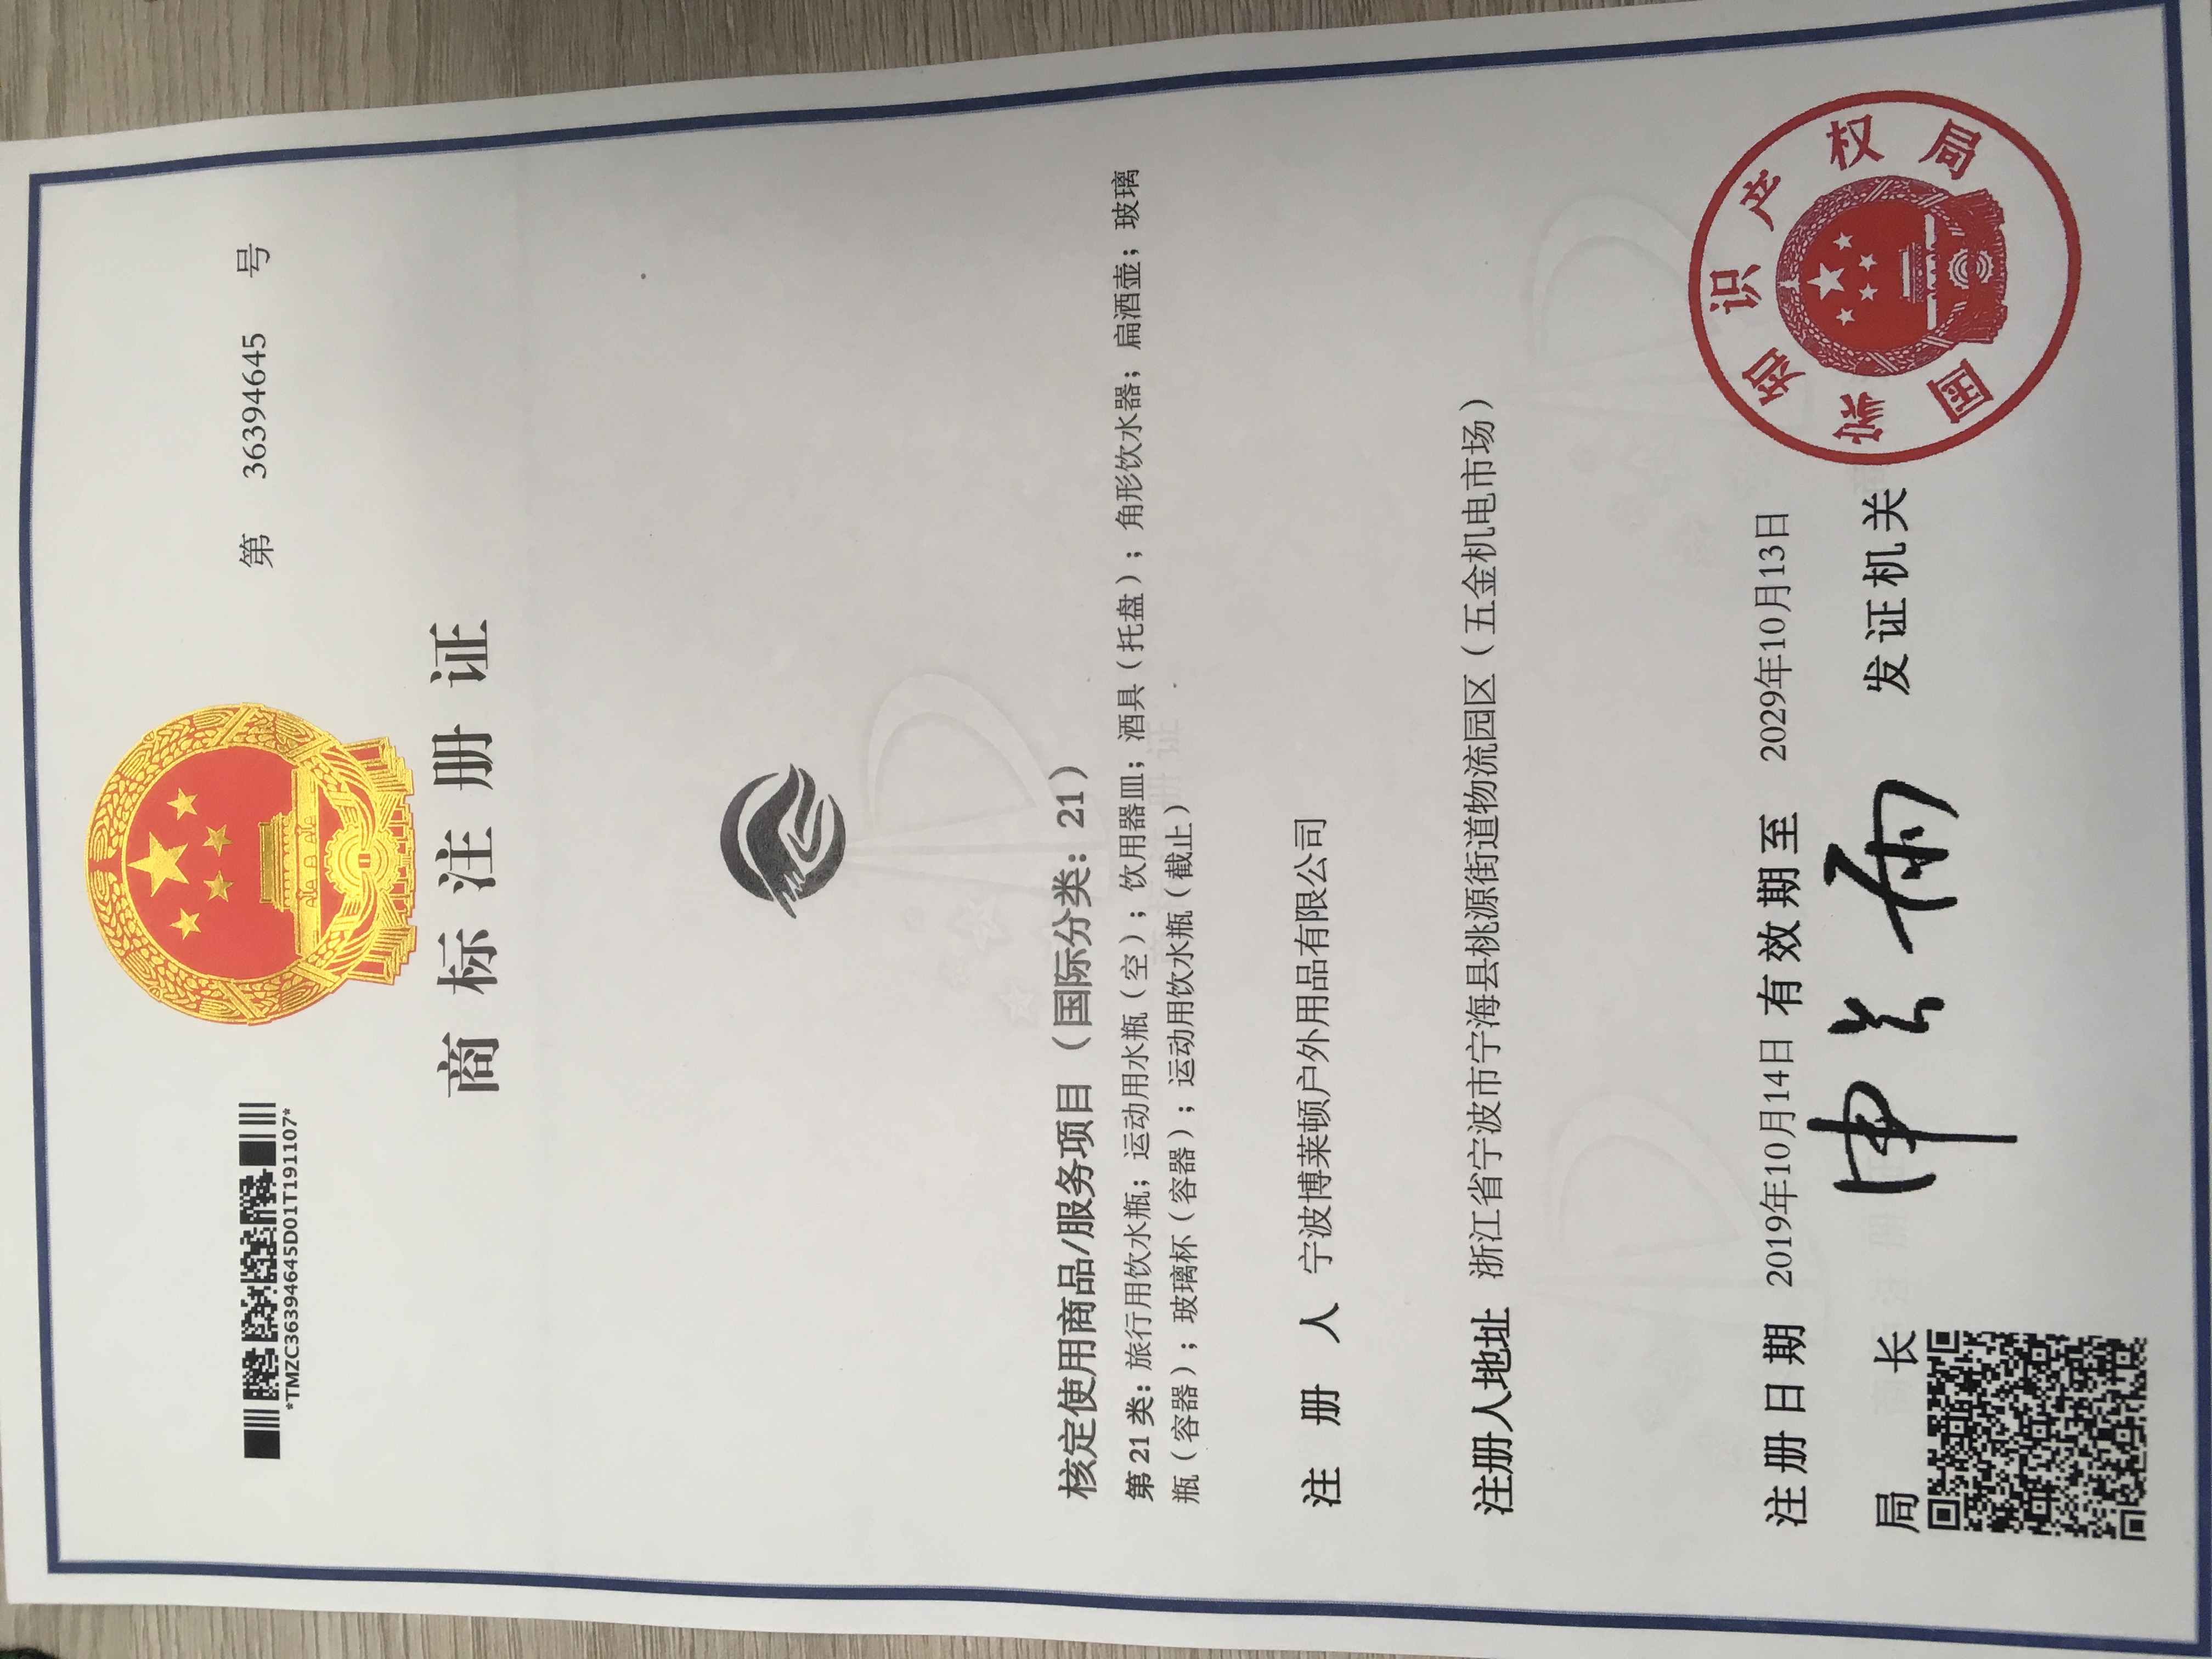 *TMZC36394645D01T191107*
第 36394645 号
商标注册证
核定使用商品/服务项目（国际分类：21）
第21类：旅行用饮水瓶；运动用水瓶（空）；饮用器皿；酒具（托盘）；角形饮水器；扁酒壶；玻璃
瓶（容器）；玻璃杯（容器）；运动用饮水瓶（截止）
注 册 人 宁波博莱顿户外用品有限公司
注册人地址 浙江省宁波市宁海县桃源街道物流园区（五金机电市场）
注册日期 2019年10月14日 有效期至 2029年10月13日
局 长 申长雨 发证机关
国家知识产权局